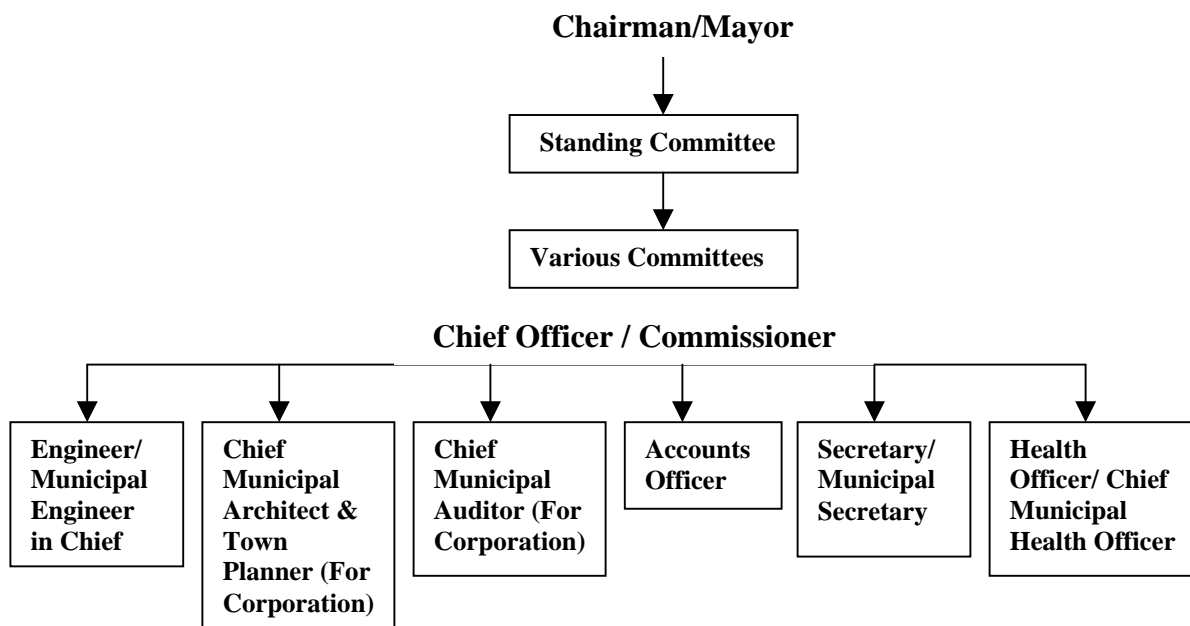 Chairman/Mayor
Standing Committee
Various Committees
Chief Officer / Commissioner
Engineer/
Municipal
Engineer
in Chief
Chief
Municipal
Architect &
Town
Planner (For
Corporation)
Chief
Municipal
Auditor (For
Corporation)
Accounts
Officer
Secretary/
Municipal
Secretary
Health
Officer/ Chief
Municipal
Health Officer